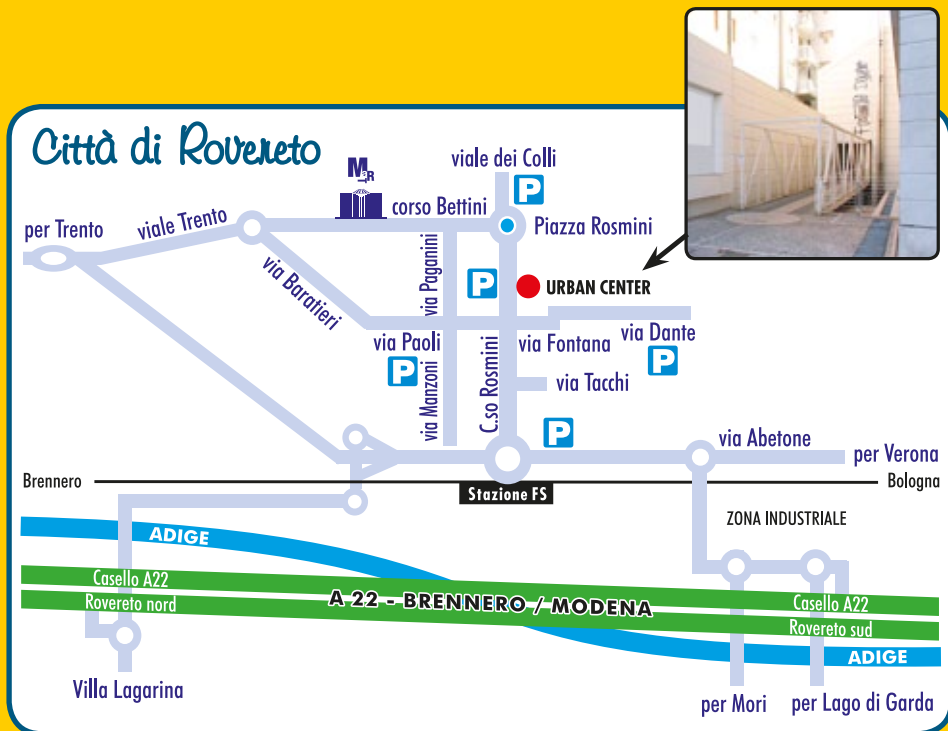 Città di Rovereto
MaR
viale dei Colli
P
corso Bettini
Piazza Rosmini
per Trento
viale Trento
via Baratieri
via Paganini
P
URBAN CENTER
via Paoli
via Fontana
via Dante
P
P
via Manzoni
C.so Rosmini
via Tacchi
P
via Abetone
per Verona
Brennero
Bologna
Stazione FS
ZONA INDUSTRIALE
ADIGE
Casello A22
Rovereto nord
A 22 - BRENNERO / MODENA
Casello A22
Rovereto sud
ADIGE
Villa Lagarina
per Mori
per Lago di Garda